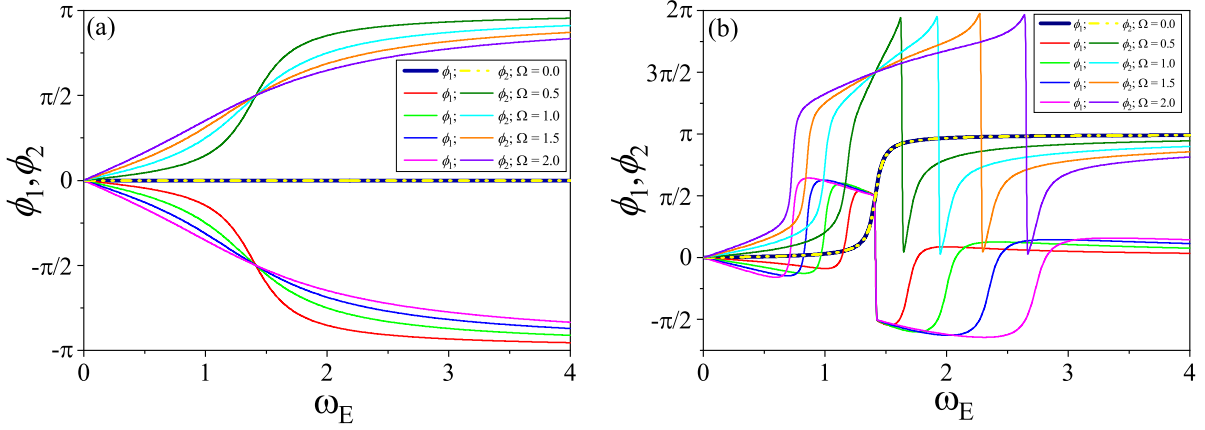 (a)
ϕ1, ϕ2
π
π/2
0
-π/2
-π
0 1 2 3 4
ωE
ϕ1; ϕ2; Ω = 0.0
ϕ1; ϕ2; Ω = 0.5
ϕ1; ϕ2; Ω = 1.0
ϕ1; ϕ2; Ω = 1.5
ϕ1; ϕ2; Ω = 2.0
(b)
ϕ1, ϕ2
2π
3π/2
π
π/2
0
-π/2
0 1 2 3 4
ωE
ϕ1; ϕ2; Ω = 0.0
ϕ1; ϕ2; Ω = 0.5
ϕ1; ϕ2; Ω = 1.0
ϕ1; ϕ2; Ω = 1.5
ϕ1; ϕ2; Ω = 2.0